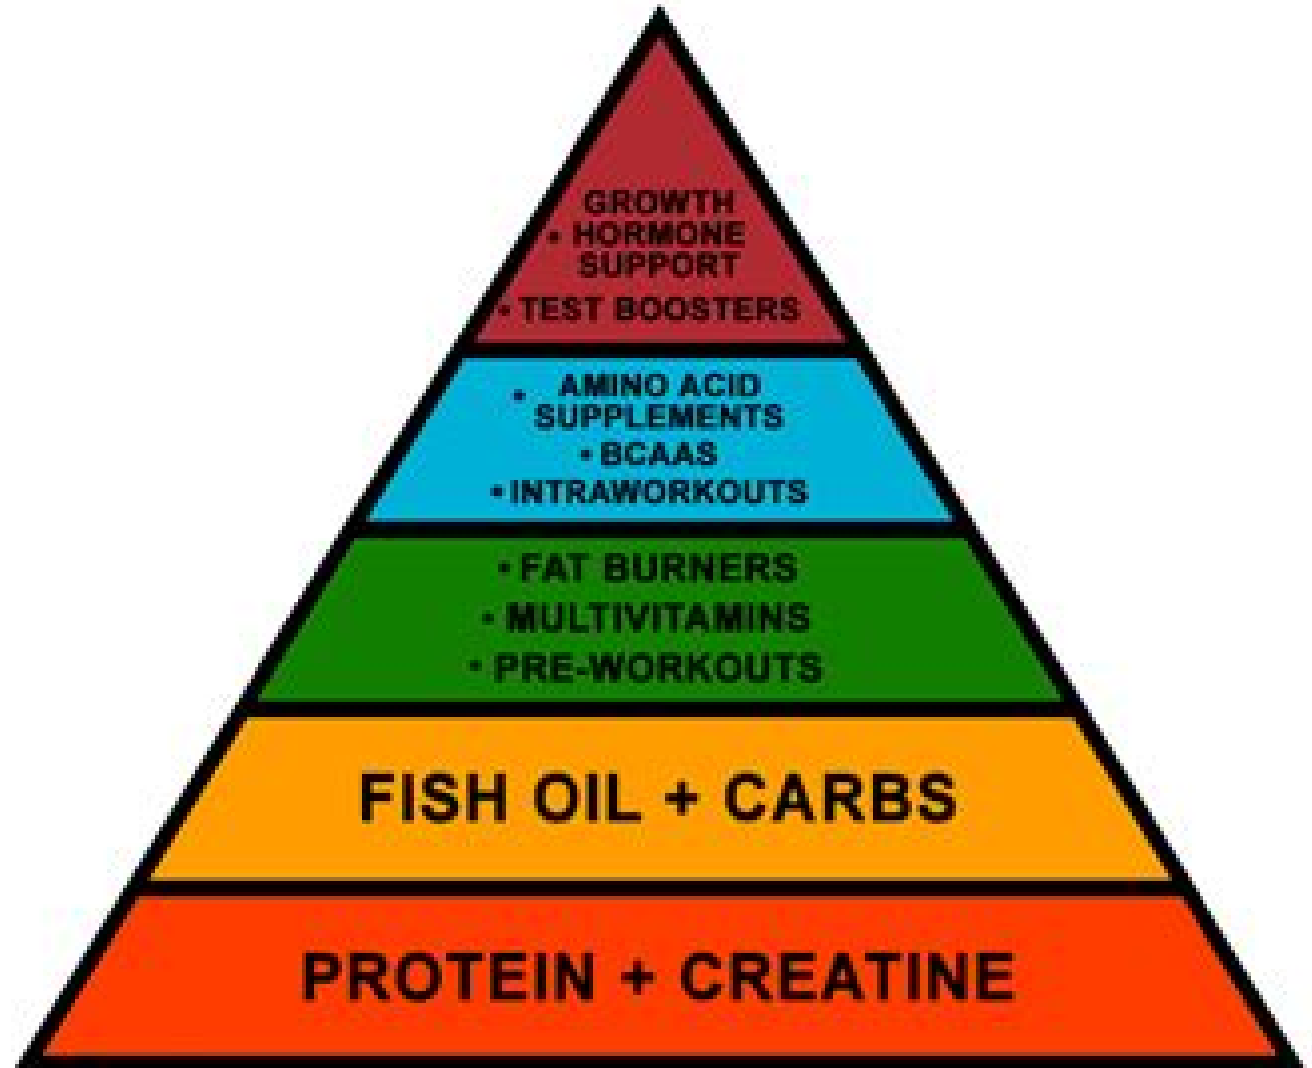 GROWTH
• HORMONE
SUPPORT
• TEST BOOSTERS
• AMINO ACID
SUPPLEMENTS
• BCAAS
• INTRAWORKOUTS
• FAT BURNERS
• MULTIVITAMINS
• PRE-WORKOUTS
FISH OIL + CARBS
PROTEIN + CREATINE